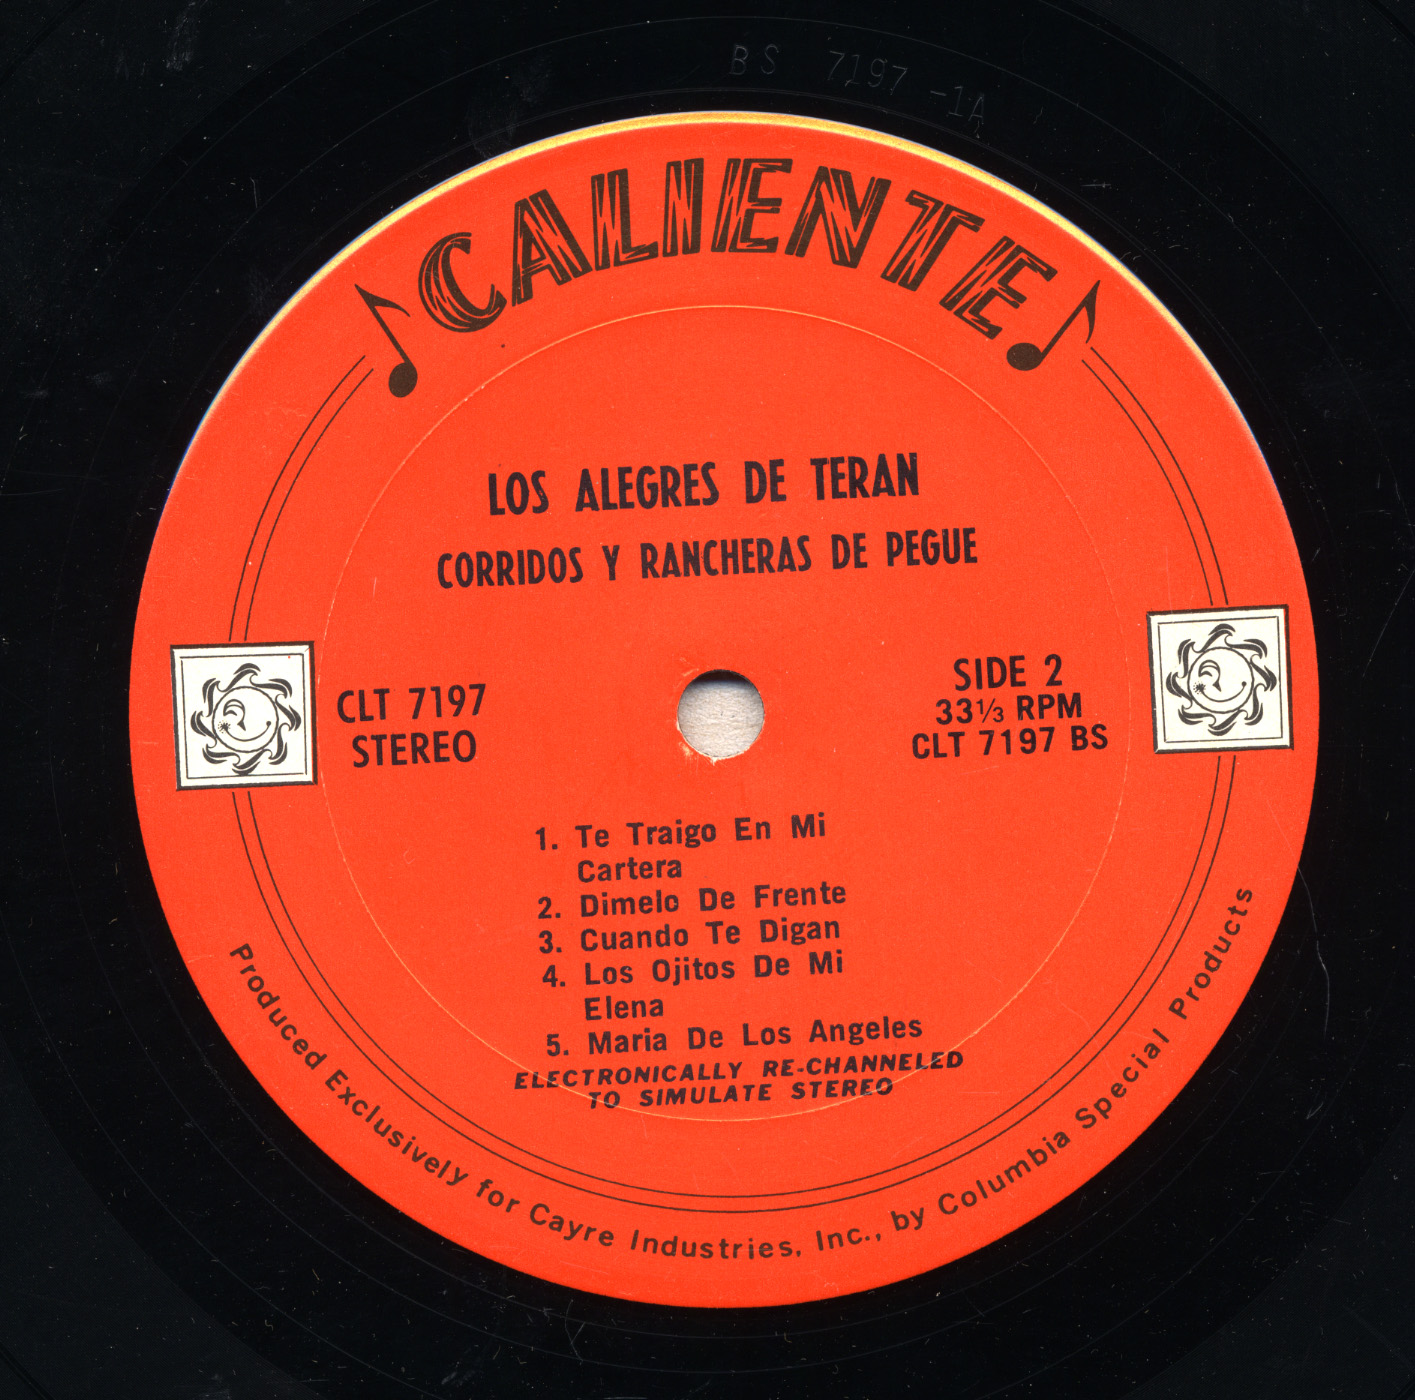 BS 7197 -1A
CALIENTE
LOS ALEGRES DE TERAN
CORRIDOS Y RANCHERAS DE PEGUE
CLT 7197
STEREO
SIDE 2
33 1/3 RPM
CLT 7197 BS
1. Te Traigo En Mi
Cartera
2. Dimelo De Frente
3. Cuando Te Digan
4. Los Ojitos De Mi
Elena
5. Maria De Los Angeles
ELECTRONICALLY RE-CHANNELED
TO SIMULATE STEREO
Produced Exclusively for Cayre Industries, Inc., by Columbia Special Products